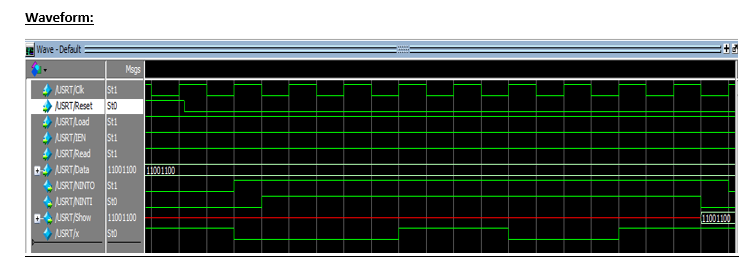 Waveform:
Wave - Default
Msgs
/USRT/Clk St1
/USRT/Reset St0
/USRT/Load St1
/USRT/IEN St1
/USRT/Read St1
/USRT/Data 11001100 11001100
/USRT/NINTO St1
/USRT/NINTI St0
/USRT/Show 11001100 11001100
/USRT/x St0